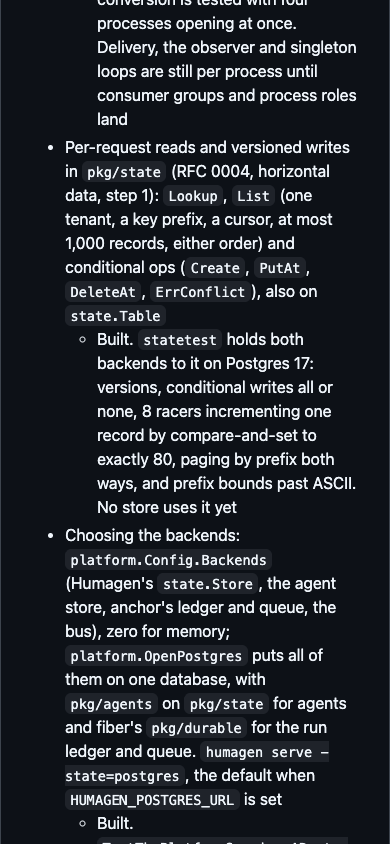 conversion is tested with four
processes opening at once.
Delivery, the observer and singleton
loops are still per process until
consumer groups and process roles
land
• Per-request reads and versioned writes
in pkg/state (RFC 0004, horizontal
data, step 1): Lookup, List (one
tenant, a key prefix, a cursor, at most
1,000 records, either order) and
conditional ops (Create, PutAt,
DeleteAt, ErrConflict), also on
state.Table
◦ Built. statetest holds both
backends to it on Postgres 17:
versions, conditional writes all or
none, 8 racers incrementing one
record by compare-and-set to
exactly 80, paging by prefix both
ways, and prefix bounds past ASCII.
No store uses it yet
• Choosing the backends:
platform.Config.Backends
(Humagen's state.Store, the agent
store, anchor's ledger and queue, the
bus), zero for memory;
platform.OpenPostgres puts all of
them on one database, with
pkg/agents on pkg/state for agents
and fiber's pkg/durable for the run
ledger and queue. humagen serve -
state=postgres, the default when
HUMAGEN_POSTGRES_URL is set
◦ Built.